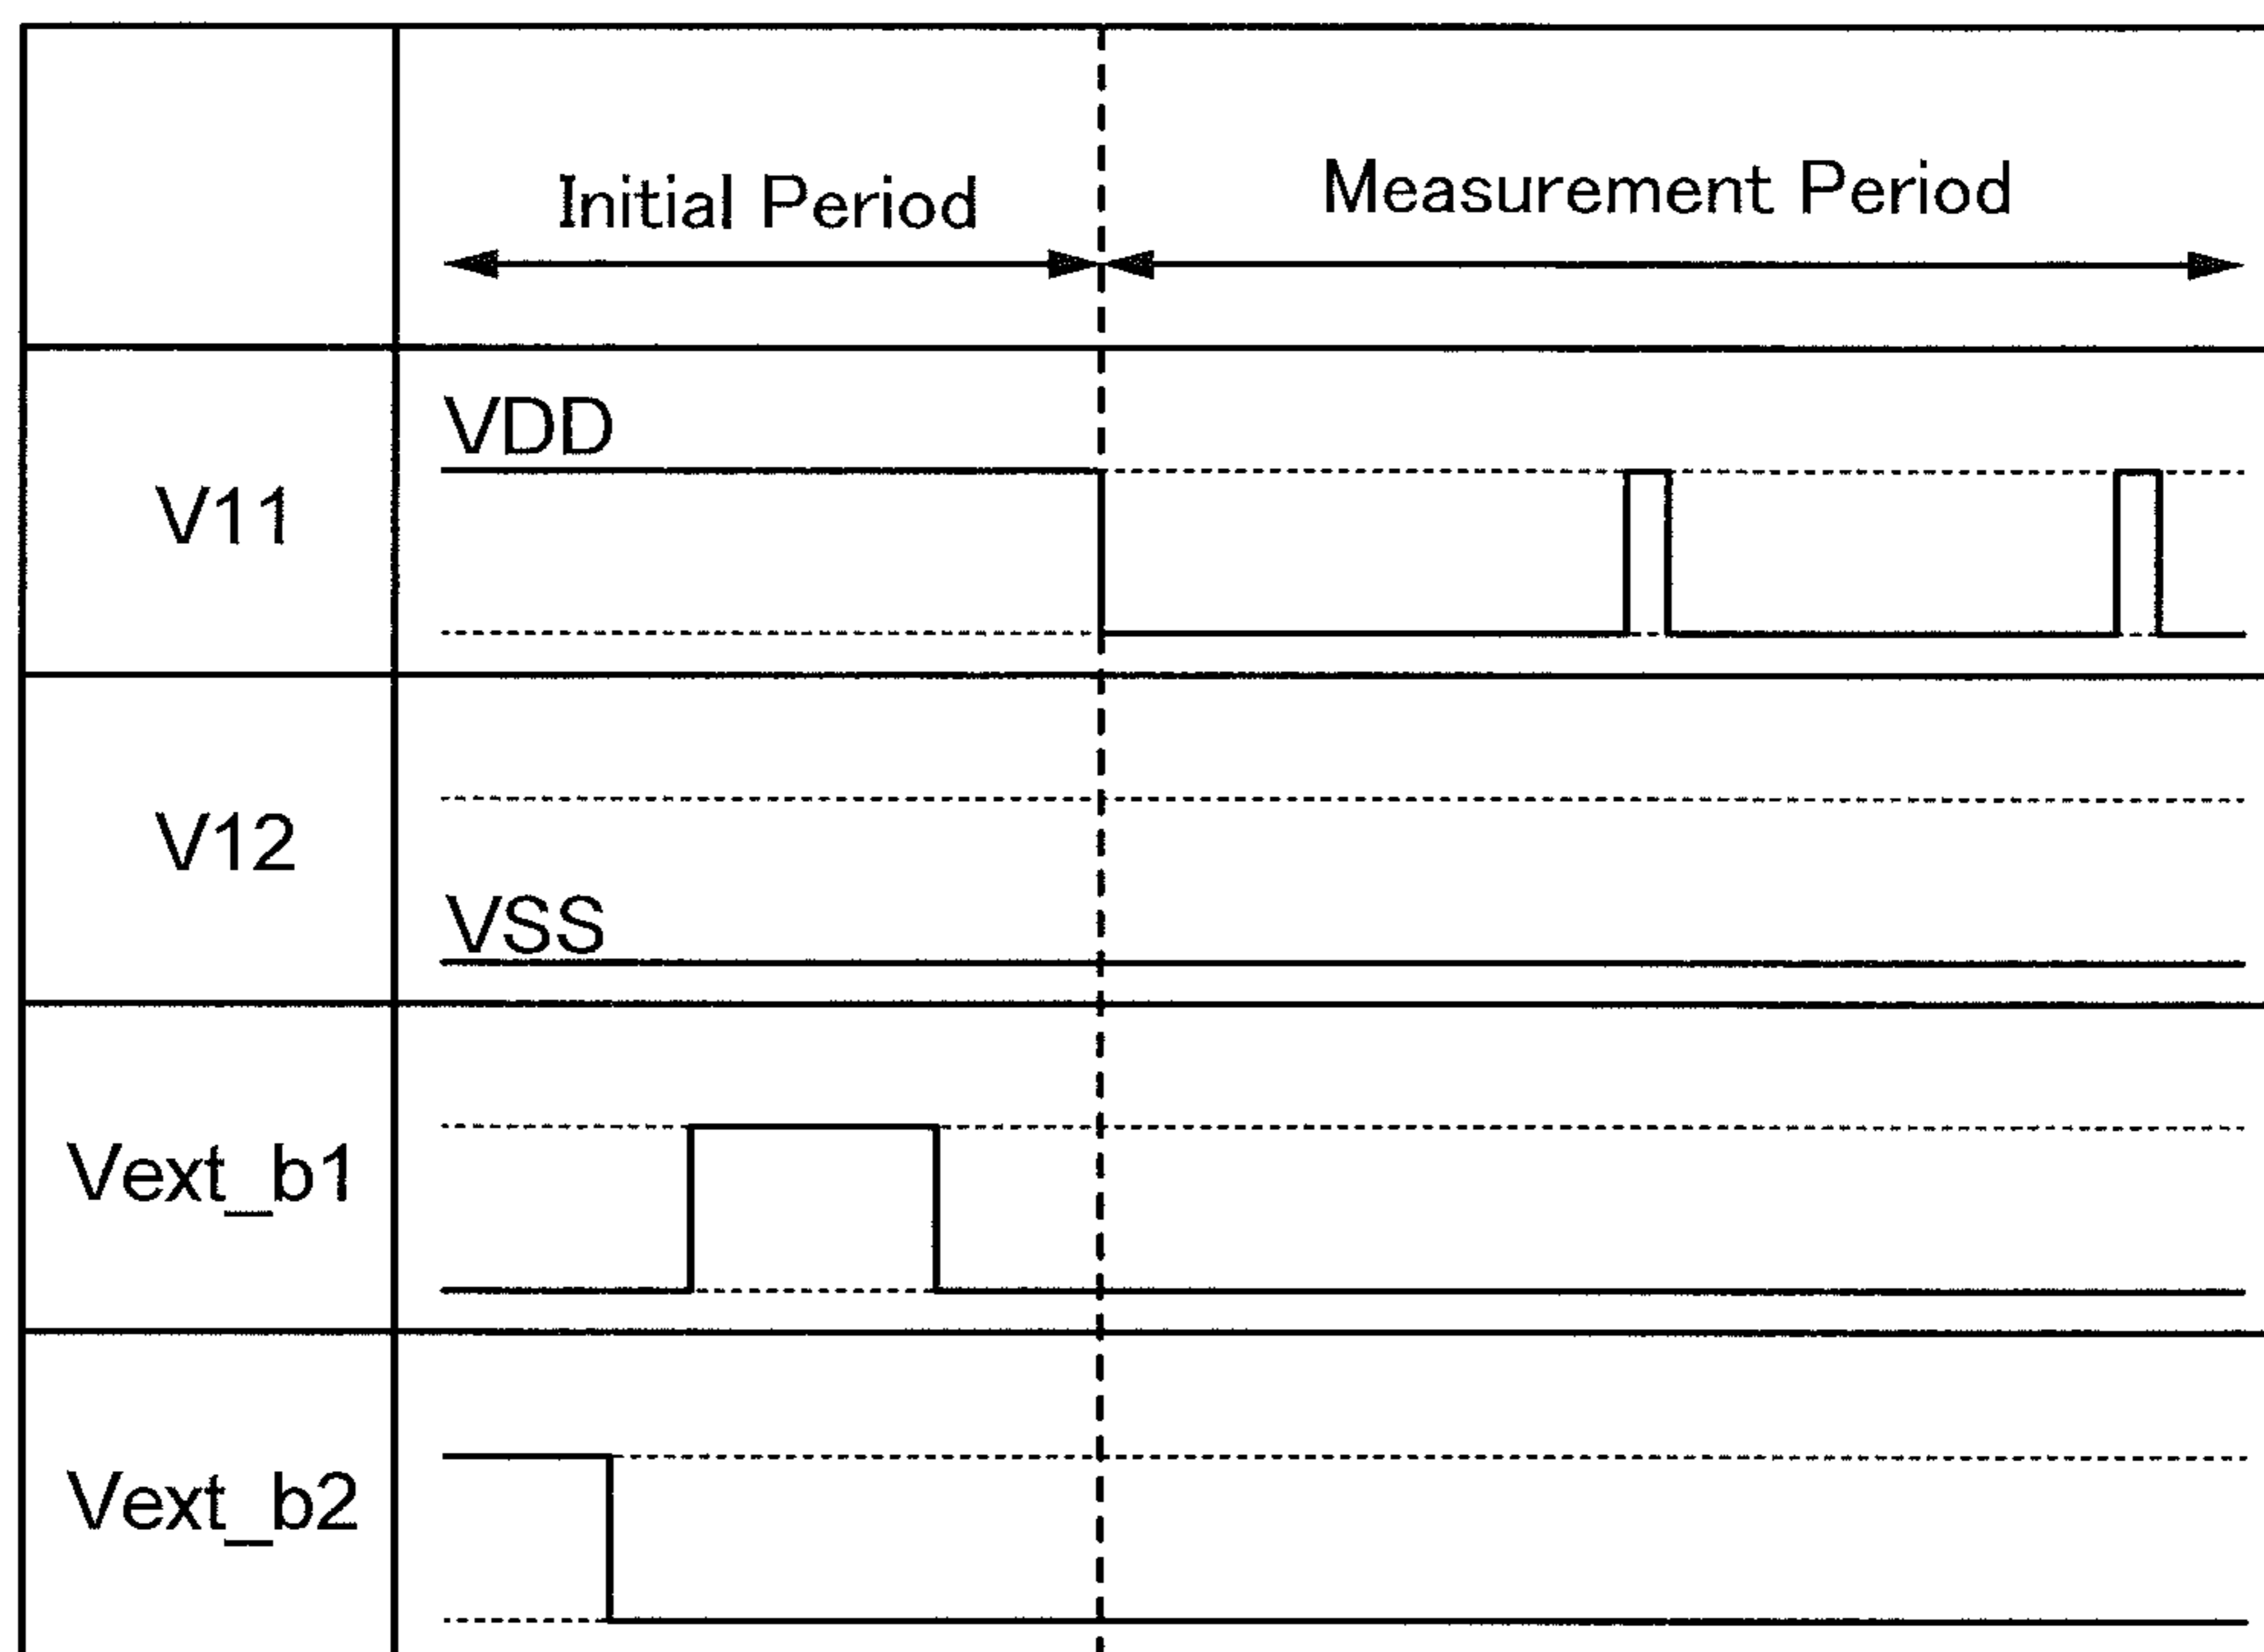 Initial Period
Measurement Period
VDD
V11
V12
VSS
Vext_b1
Vext_b2